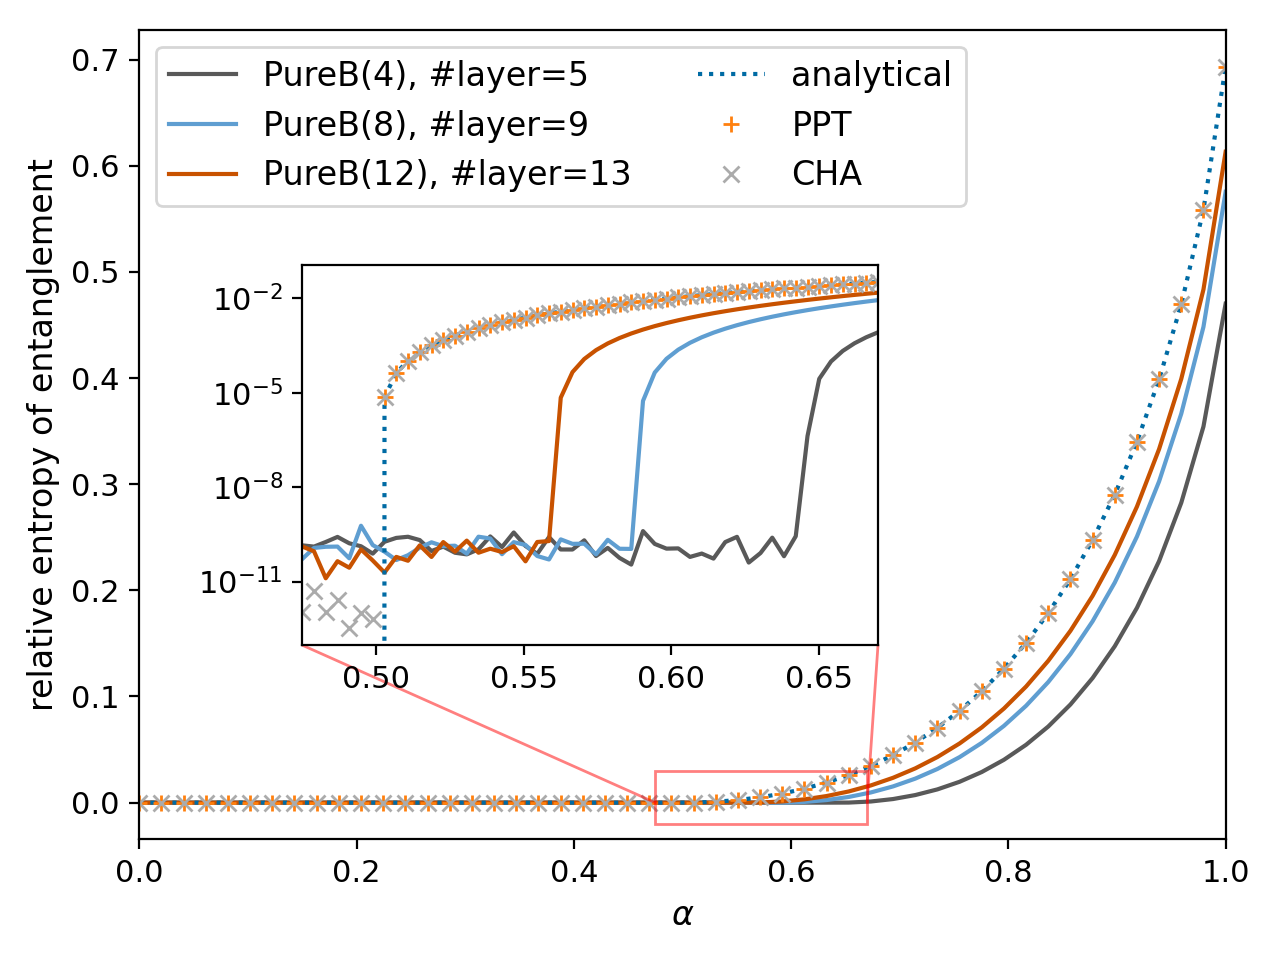 PureB(4), #layer=5
PureB(8), #layer=9
PureB(12), #layer=13
analytical
PPT
CHA
relative entropy of entanglement
0.7
0.6
0.5
0.4
0.3
0.2
0.1
0.0
10⁻²
10⁻⁵
10⁻⁸
10⁻¹¹
0.50 0.55 0.60 0.65
0.0 0.2 0.4 0.6 0.8 1.0
α